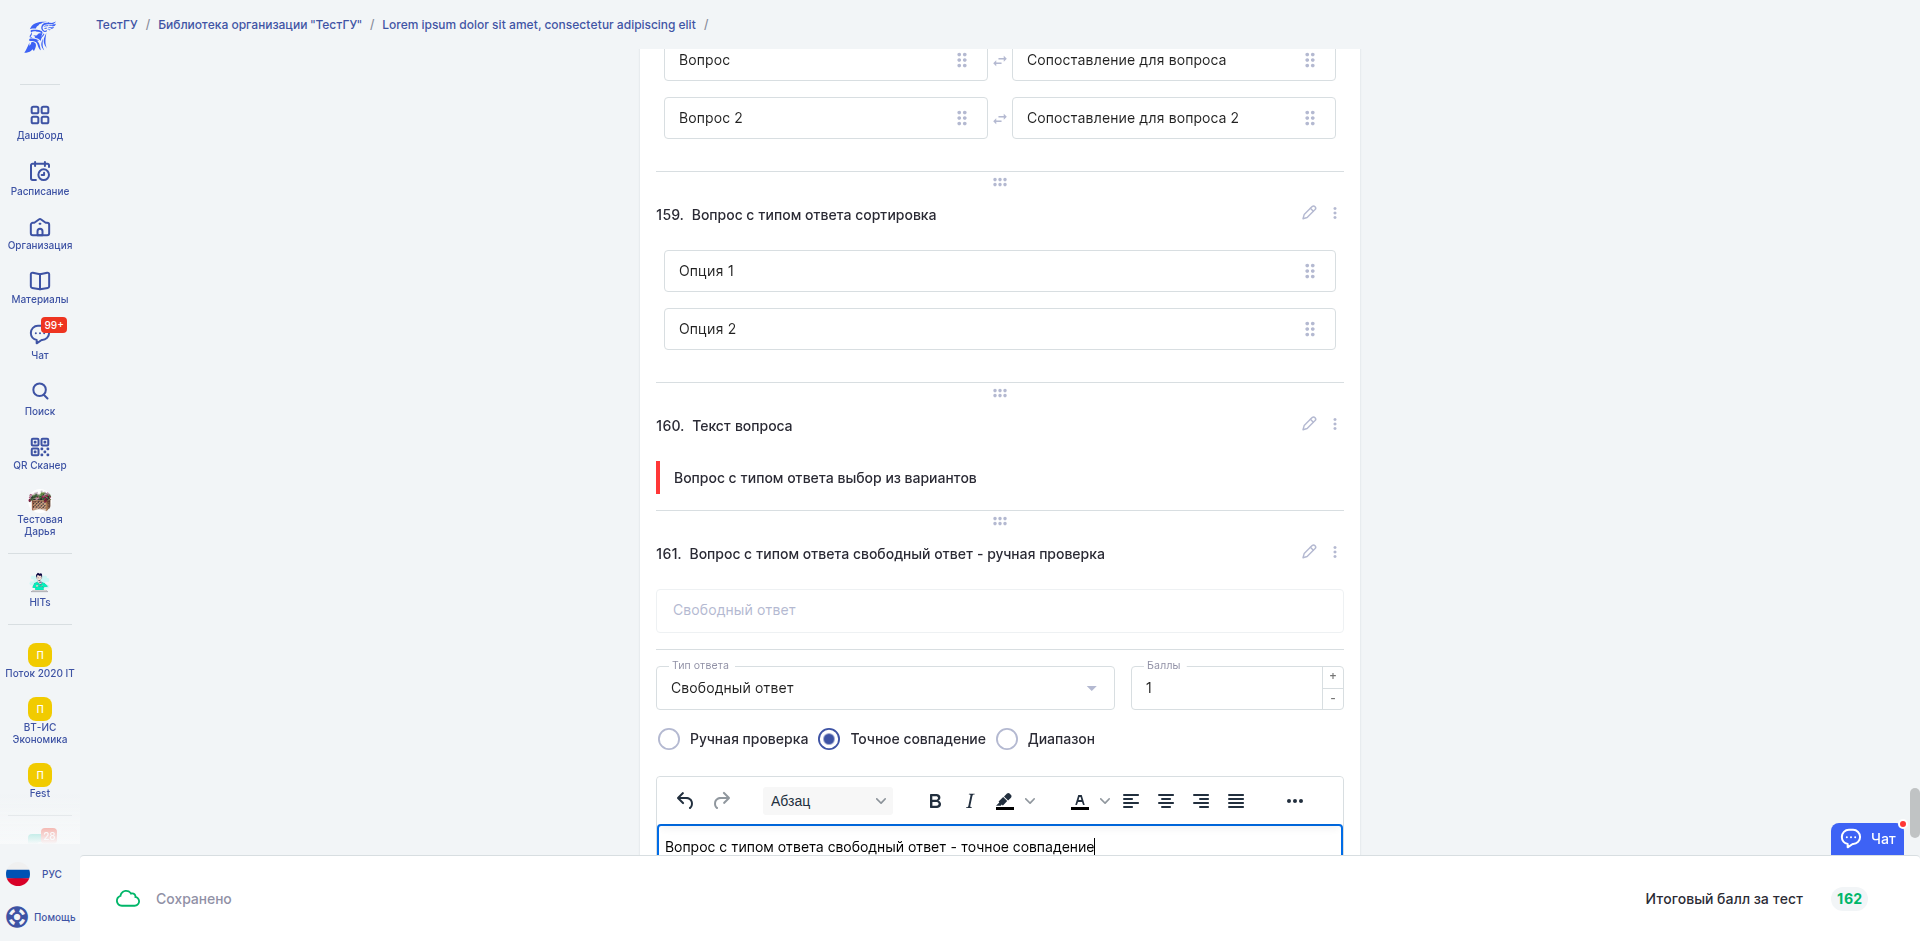 ТестГУ / Библиотека организации "ТестГУ" / Lorem ipsum dolor sit amet, consectetur adipiscing elit /
Дашборд
Расписание
Организация
Материалы
99+
Чат
Поиск
QR Сканер
Тестовая
Дарья
HITs
П
Поток 2020 IT
П
ВТ-ИС
Экономика
П
Fest
28
РУС
Помощь
Вопрос
Сопоставление для вопроса
Вопрос 2
Сопоставление для вопроса 2
159. Вопрос с типом ответа сортировка
Опция 1
Опция 2
160. Текст вопроса
Вопрос с типом ответа выбор из вариантов
161. Вопрос с типом ответа свободный ответ - ручная проверка
Свободный ответ
Тип ответа
Свободный ответ
Баллы
1
+
-
Ручная проверка
Точное совпадение
Диапазон
Абзац
B
I
A
Вопрос с типом ответа свободный ответ - точное совпадение
Чат
Сохранено
Итоговый балл за тест 162